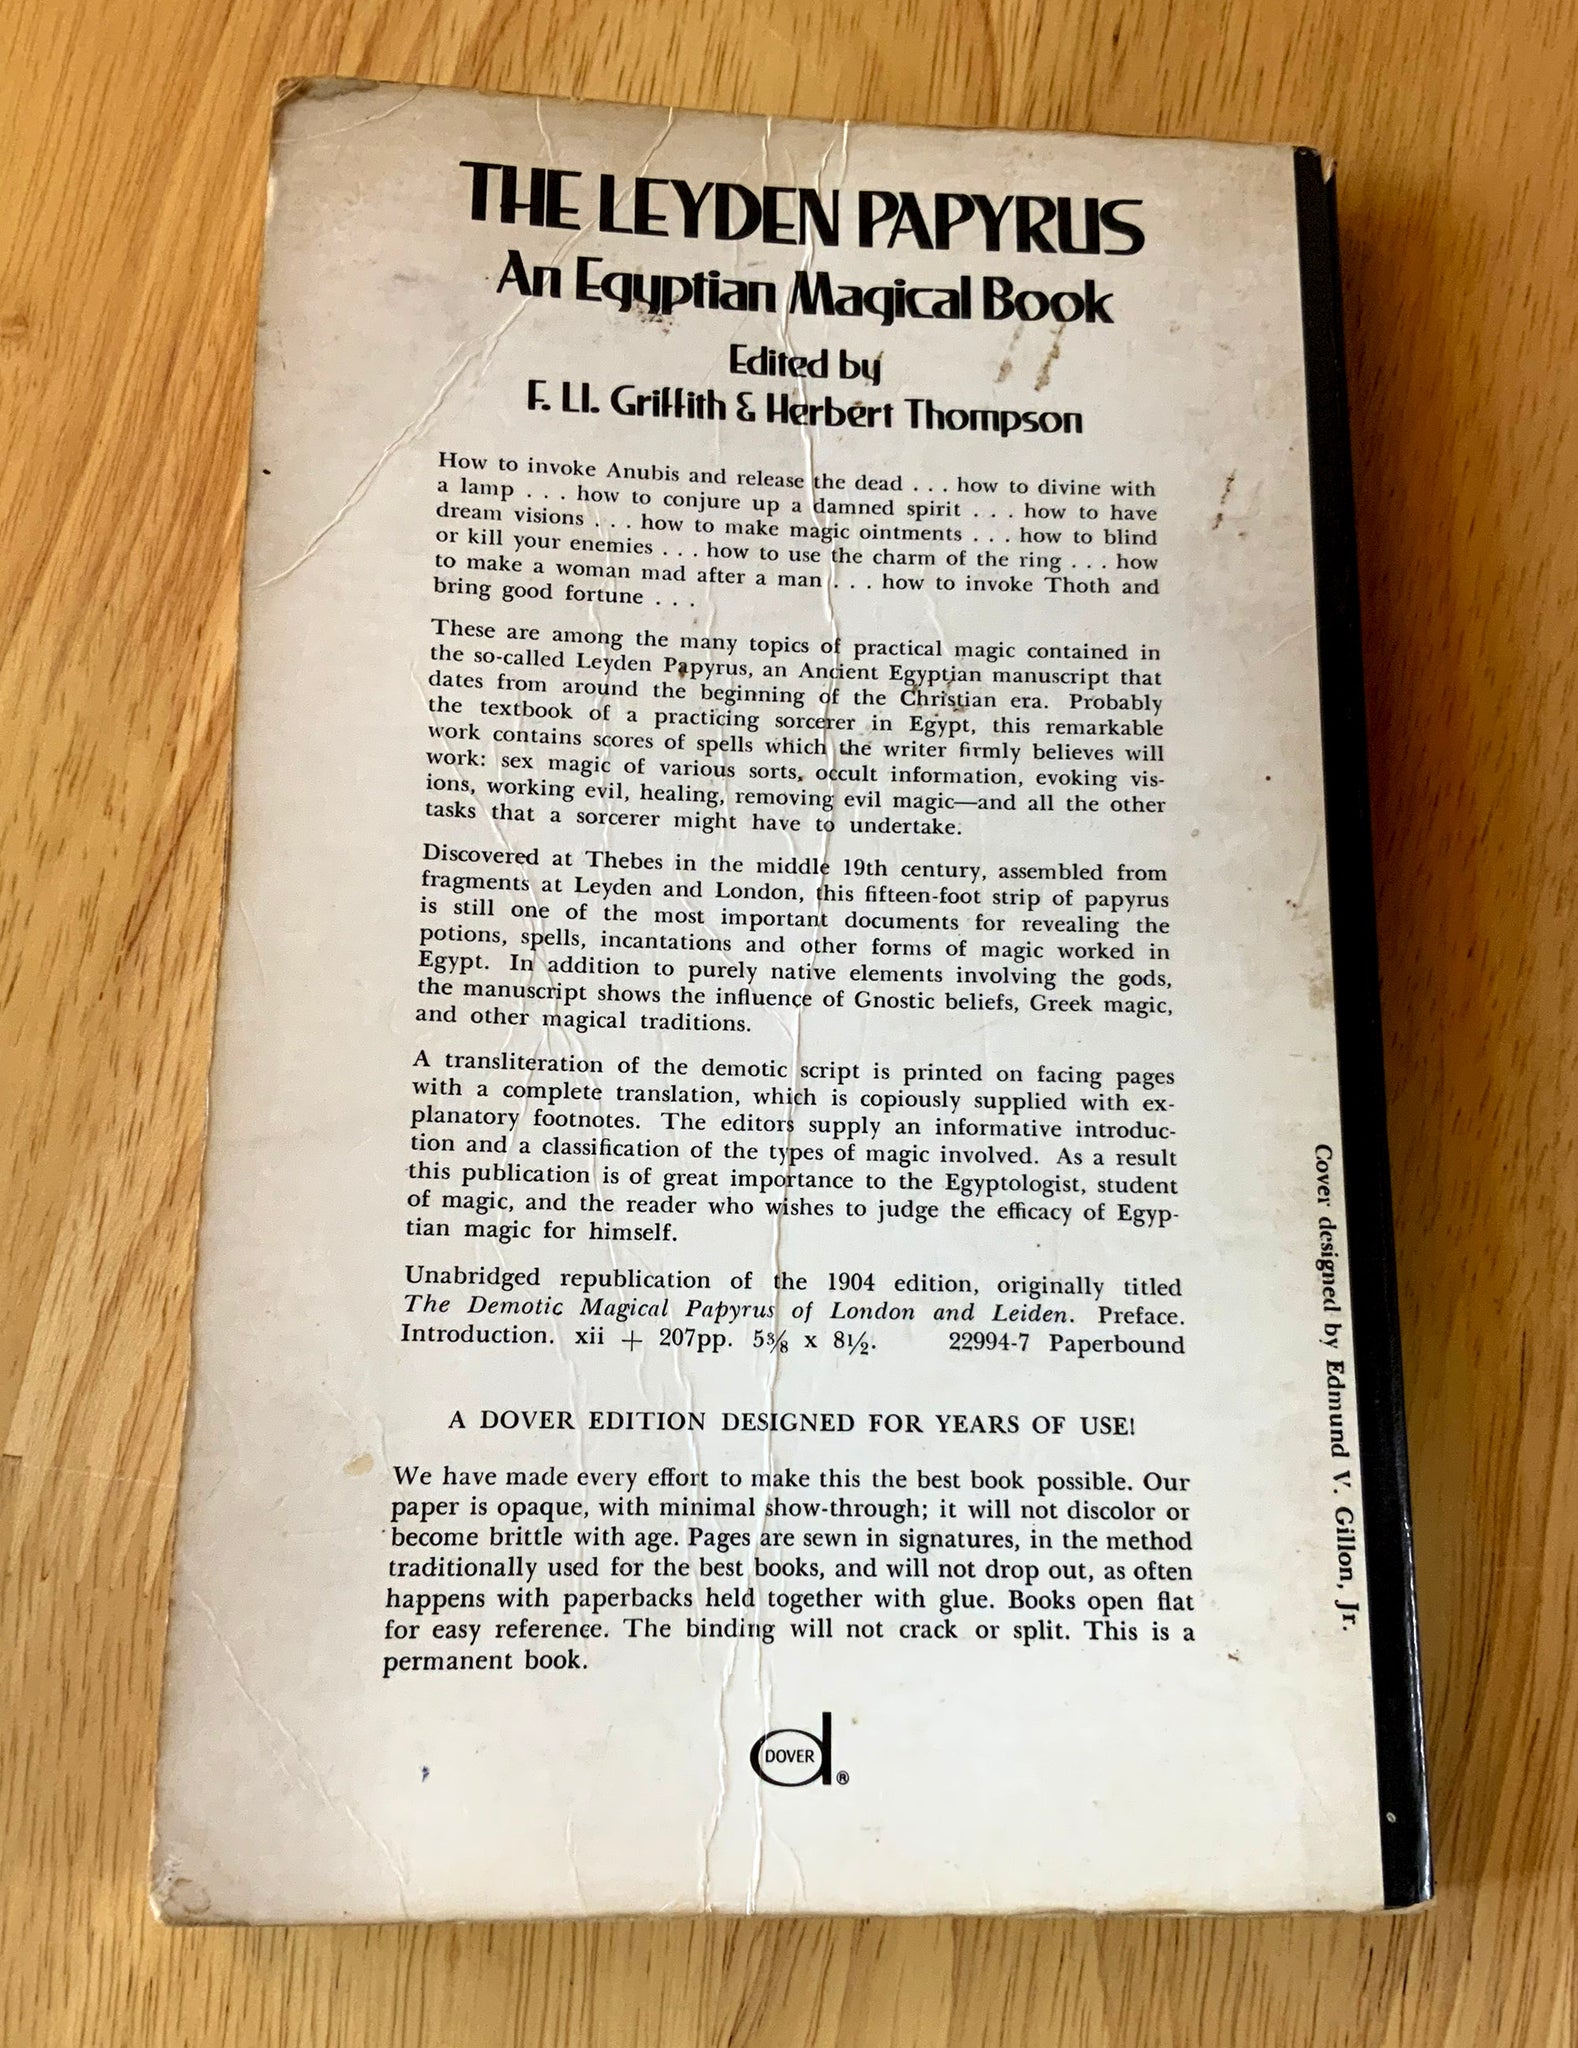 THE LEYDEN PAPYRUS
An Egyptian Magical Book
Edited by
F. Ll. Griffith & Herbert Thompson
How to invoke Anubis and release the dead . . . how to divine with
a lamp . . . how to conjure up a damned spirit . . . how to have
dream visions . . . how to make magic ointments . . . how to blind
or kill your enemies . . . how to use the charm of the ring . . . how
to make a woman mad after a man . . . how to invoke Thoth and
bring good fortune . . .
These are among the many topics of practical magic contained in
the so-called Leyden Papyrus, an Ancient Egyptian manuscript that
dates from around the beginning of the Christian era. Probably
the textbook of a practicing sorcerer in Egypt, this remarkable
work contains scores of spells which the writer firmly believes will
work: sex magic of various sorts, occult information, evoking vis-
ions, working evil, healing, removing evil magic—and all the other
tasks that a sorcerer might have to undertake.
Discovered at Thebes in the middle 19th century, assembled from
fragments at Leyden and London, this fifteen-foot strip of papyrus
is still one of the most important documents for revealing the
potions, spells, incantations and other forms of magic worked in
Egypt. In addition to purely native elements involving the gods,
the manuscript shows the influence of Gnostic beliefs, Greek magic,
and other magical traditions.
A transliteration of the demotic script is printed on facing pages
with a complete translation, which is copiously supplied with ex-
planatory footnotes. The editors supply an informative introduc-
tion and a classification of the types of magic involved. As a result
this publication is of great importance to the Egyptologist, student
of magic, and the reader who wishes to judge the efficacy of Egyp-
tian magic for himself.
Unabridged republication of the 1904 edition, originally titled
The Demotic Magical Papyrus of London and Leiden. Preface.
Introduction. xii + 207pp. 5⅜ x 8½. 22994-7 Paperbound
A DOVER EDITION DESIGNED FOR YEARS OF USE!
We have made every effort to make this the best book possible. Our
paper is opaque, with minimal show-through; it will not discolor or
become brittle with age. Pages are sewn in signatures, in the method
traditionally used for the best books, and will not drop out, as often
happens with paperbacks held together with glue. Books open flat
for easy reference. The binding will not crack or split. This is a
permanent book.
DOVER
®
Cover designed by Edmund V. Gillon, Jr.